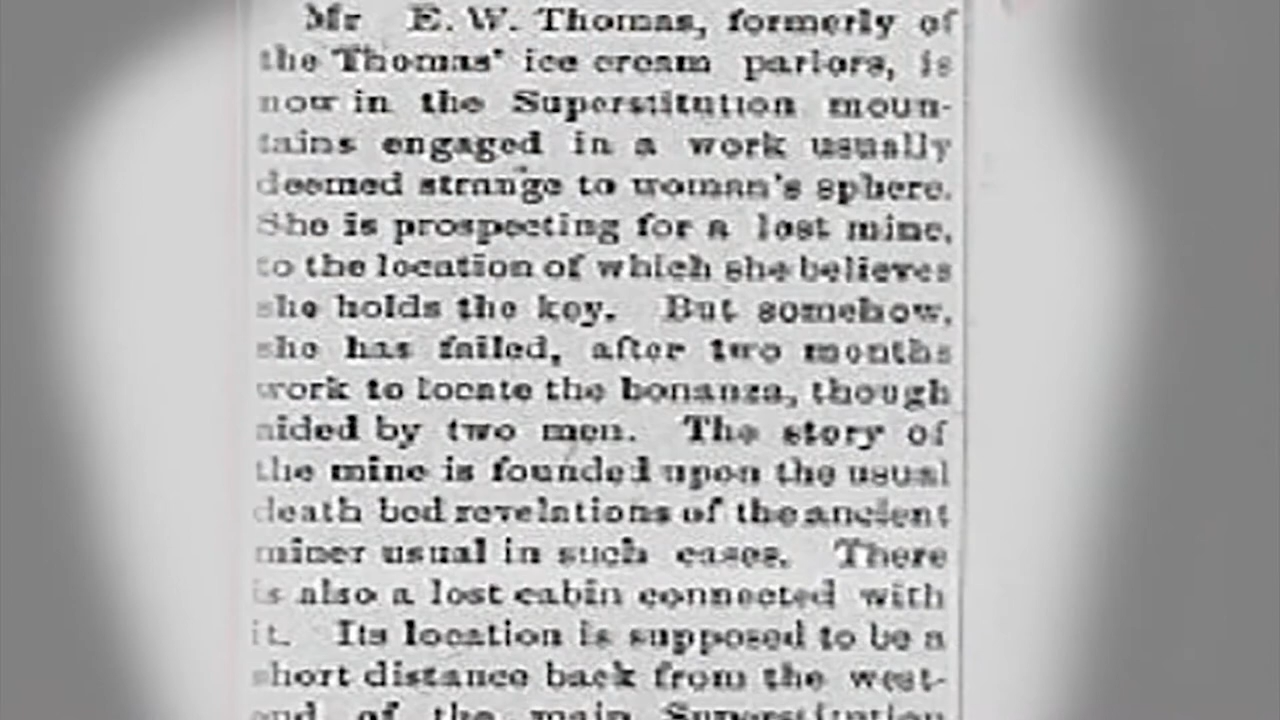 Mr E. W. Thomas, formerly of
the Thomas' ice cream parlors, is
now in the Superstitution moun-
tains engaged in a work usually
deemed strange to woman's sphere.
She is prospecting for a lost mine,
to the location of which she believes
she holds the key. But somehow,
she has failed, after two months
work to locate the bonanza, though
aided by two men. The story of
the mine is founded upon the usual
death bed revelations of the ancient
miner usual in such cases. There
is also a lost cabin connected with
it. Its location is supposed to be a
short distance back from the west-
end of the main Superstitution